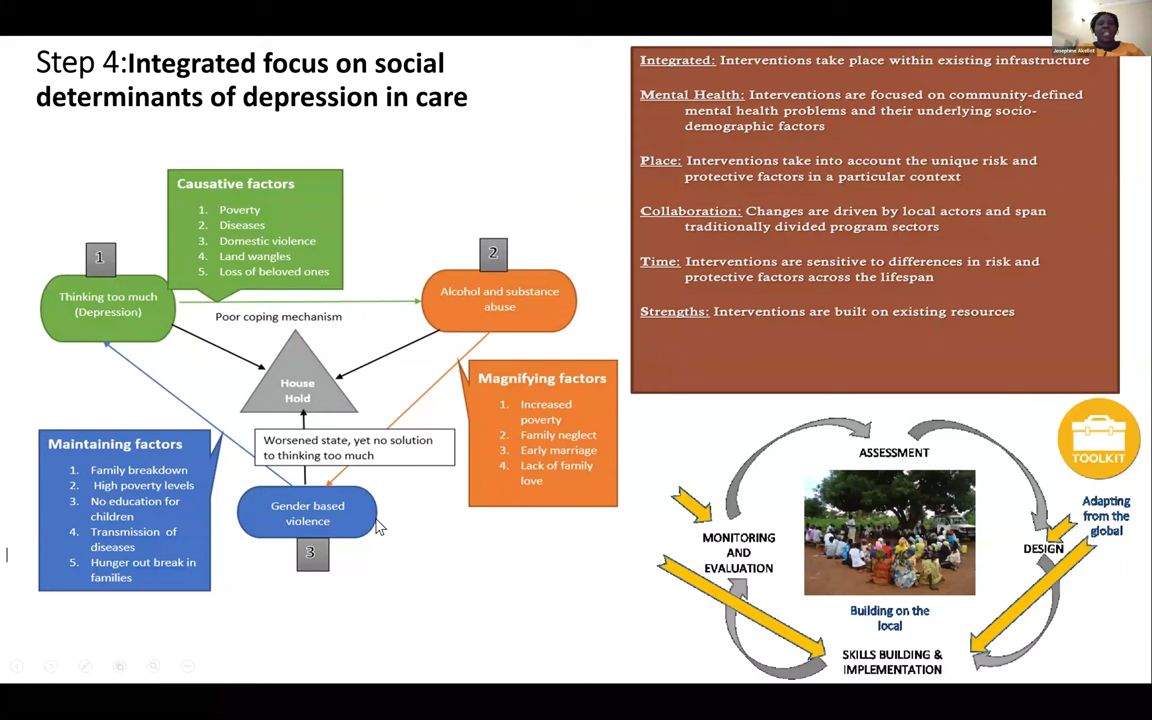 Step 4:Integrated focus on social
determinants of depression in care
Josephine Akellot
Integrated: Interventions take place within existing infrastructure
Mental Health: Interventions are focused on community-defined
mental health problems and their underlying socio-
demographic factors
Place: Interventions take into account the unique risk and
protective factors in a particular context
Collaboration: Changes are driven by local actors and span
traditionally divided program sectors
Time: Interventions are sensitive to differences in risk and
protective factors across the lifespan
Strengths: Interventions are built on existing resources
Causative factors
1. Poverty
2. Diseases
3. Domestic violence
4. Land wangles
5. Loss of beloved ones
1
Thinking too much
(Depression)
2
Alcohol and substance
abuse
Poor coping mechanism
House
Hold
Magnifying factors
1. Increased
poverty
2. Family neglect
3. Early marriage
4. Lack of family
love
Worsened state, yet no solution
to thinking too much
Maintaining factors
1. Family breakdown
2. High poverty levels
3. No education for
children
4. Transmission of
diseases
5. Hunger out break in
families
Gender based
violence
3
ASSESSMENT
TOOLKIT
Adapting
from the
global
DESIGN
MONITORING
AND
EVALUATION
Building on the
local
SKILLS BUILDING &
IMPLEMENTATION